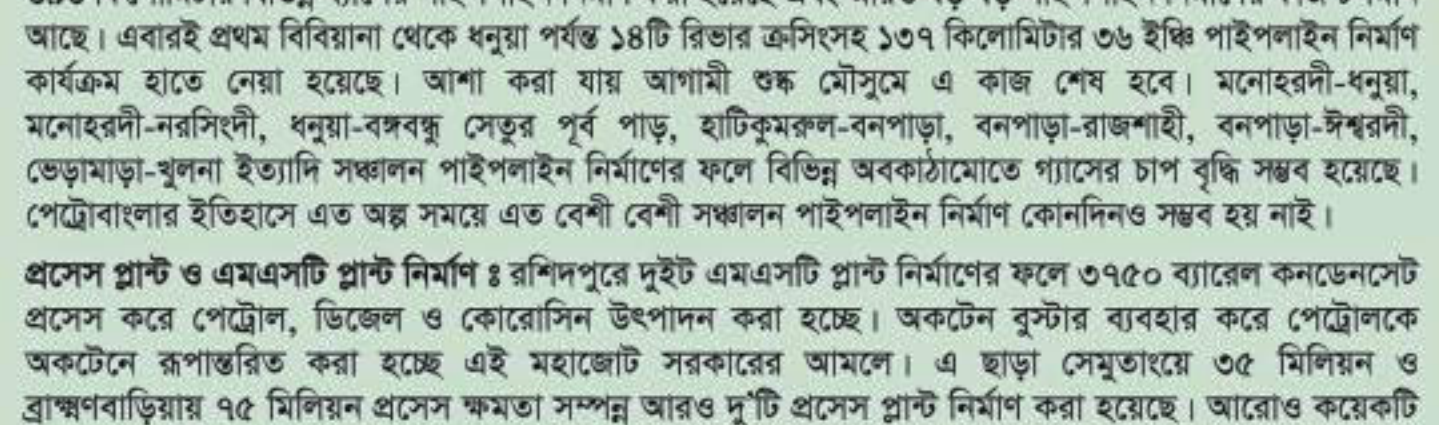 আছে। এবারই প্রথম বিবিয়ানা থেকে ধনুয়া পর্যন্ত ১৪টি রিভার ক্রসিংসহ ১৩৭ কিলোমিটার ৩৬ ইঞ্চি পাইপলাইন নির্মাণ
কার্যক্রম হাতে নেয়া হয়েছে। আশা করা যায় আগামী শুষ্ক মৌসুমে এ কাজ শেষ হবে। মনোহরদী-ধনুয়া,
মনোহরদী-নরসিংদী, ধনুয়া-বঙ্গবন্ধু সেতুর পূর্ব পাড়, হাটিকুমরুল-বনপাড়া, বনপাড়া-রাজশাহী, বনপাড়া-ঈশ্বরদী,
ভেড়ামাড়া-খুলনা ইত্যাদি সঞ্চালন পাইপলাইন নির্মাণের ফলে বিভিন্ন অবকাঠামোতে গ্যাসের চাপ বৃদ্ধি সম্ভব হয়েছে।
পেট্রোবাংলার ইতিহাসে এত অল্প সময়ে এত বেশী বেশী সঞ্চালন পাইপলাইন নির্মাণ কোনদিনও সম্ভব হয় নাই।
প্রসেস প্লান্ট ও এমএসটি প্লান্ট নির্মাণ ঃ রশিদপুরে দুইট এমএসটি প্লান্ট নির্মাণের ফলে ৩৭৫০ ব্যারেল কনডেনসেট
প্রসেস করে পেট্রোল, ডিজেল ও কোরোসিন উৎপাদন করা হচ্ছে। অকটেন বুস্টার ব্যবহার করে পেট্রোলকে
অকটেনে রূপান্তরিত করা হচ্ছে এই মহাজোট সরকারের আমলে। এ ছাড়া সেমুতাংয়ে ৩৫ মিলিয়ন ও
ব্রাহ্মণবাড়িয়ায় ৭৫ মিলিয়ন প্রসেস ক্ষমতা সম্পন্ন আরও দু'টি প্রসেস প্লান্ট নির্মাণ করা হয়েছে। আরোও কয়েকটি